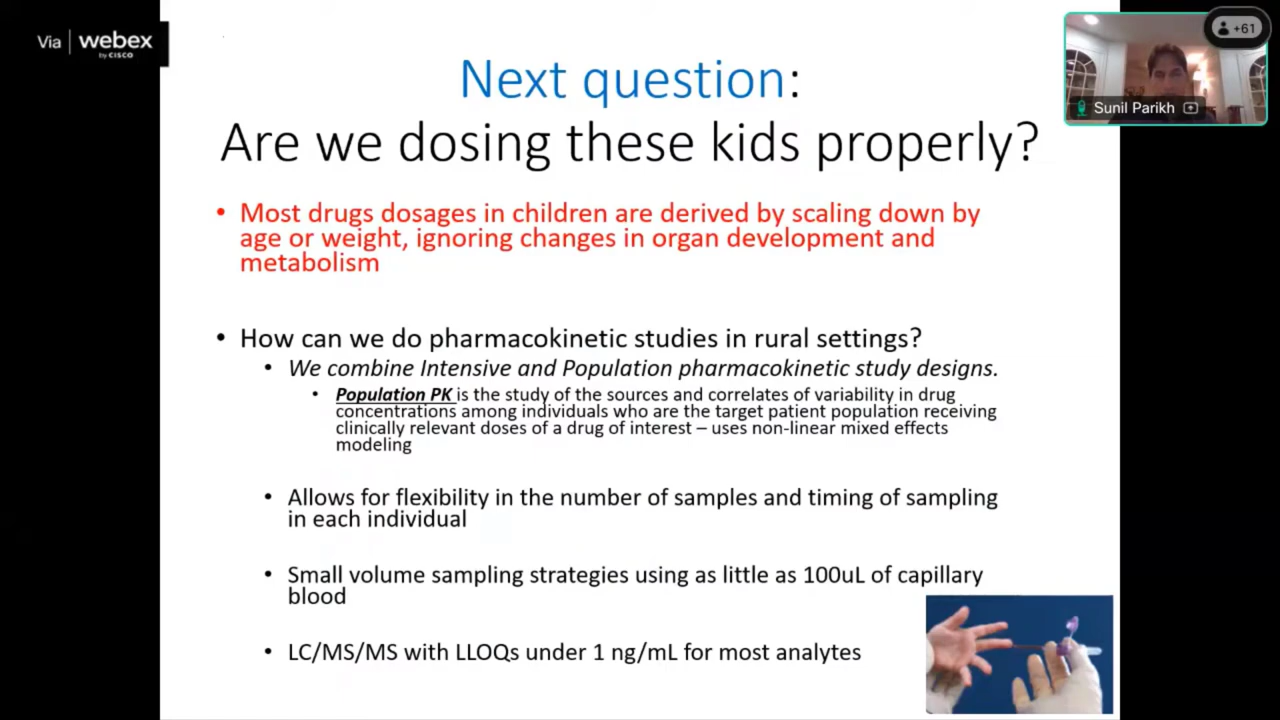 Via | webex
by CISCO
+61
Sunil Parikh
Next question:
Are we dosing these kids properly?
• Most drugs dosages in children are derived by scaling down by
age or weight, ignoring changes in organ development and
metabolism
• How can we do pharmacokinetic studies in rural settings?
• We combine Intensive and Population pharmacokinetic study designs.
• Population PK is the study of the sources and correlates of variability in drug
concentrations among individuals who are the target patient population receiving
clinically relevant doses of a drug of interest – uses non-linear mixed effects
modeling
• Allows for flexibility in the number of samples and timing of sampling
in each individual
• Small volume sampling strategies using as little as 100uL of capillary
blood
• LC/MS/MS with LLOQs under 1 ng/mL for most analytes